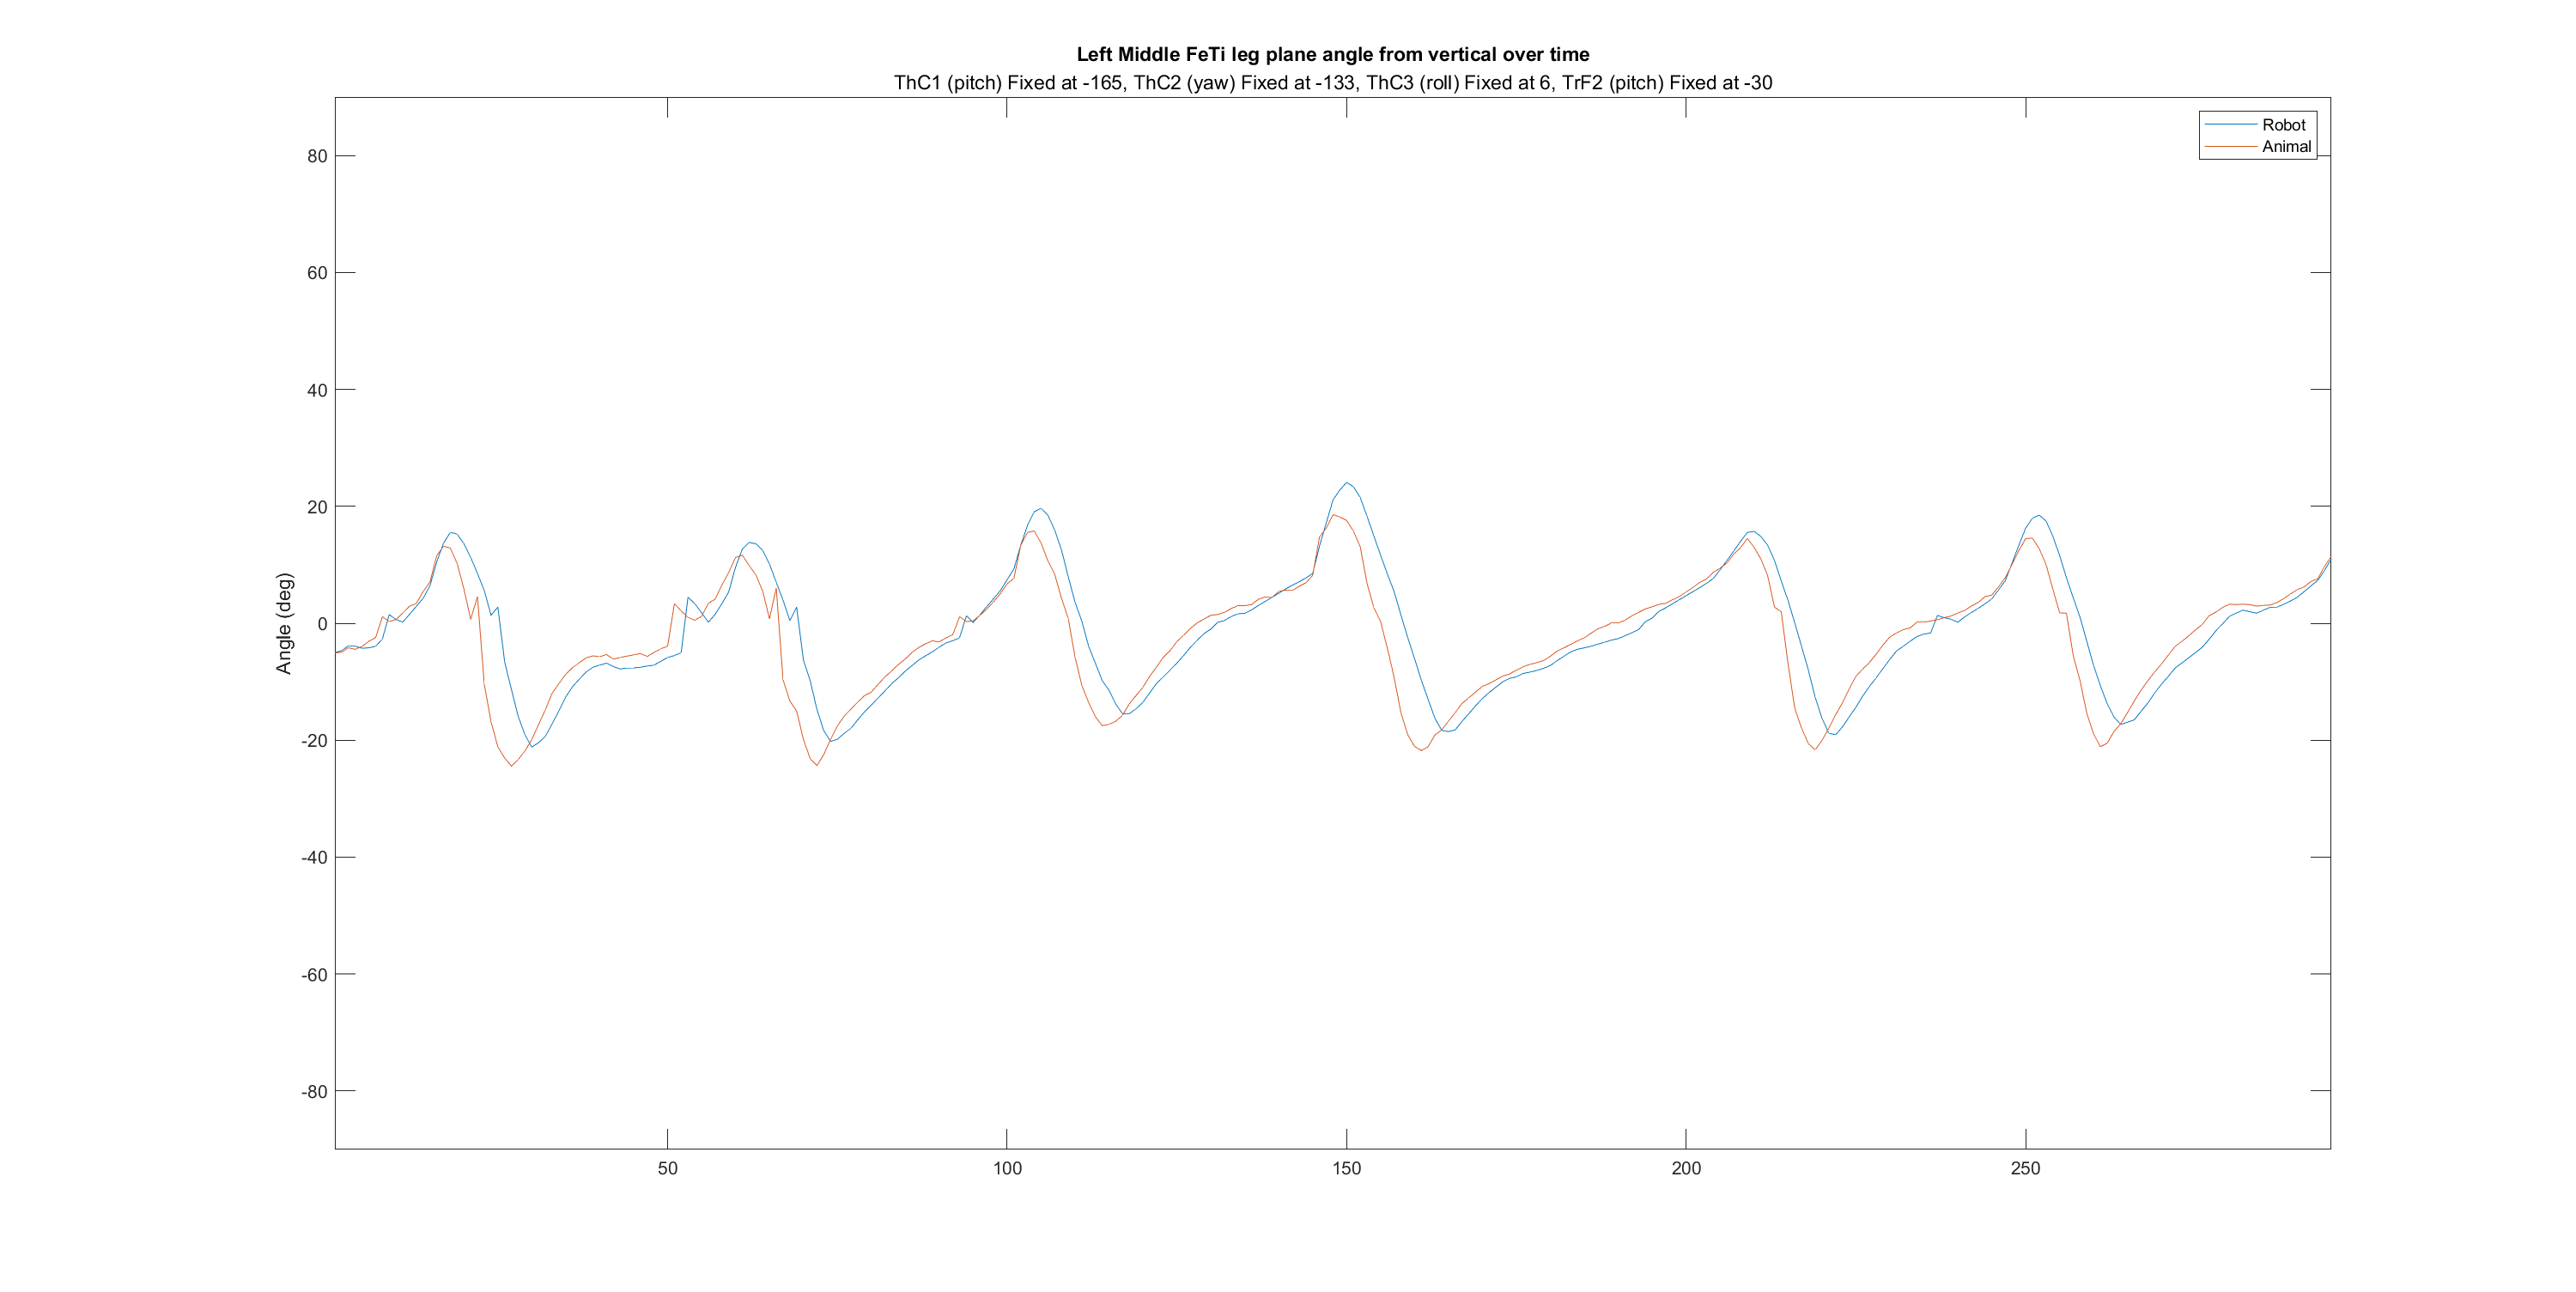 Left Middle FeTi leg plane angle from vertical over time
ThC1 (pitch) Fixed at -165, ThC2 (yaw) Fixed at -133, ThC3 (roll) Fixed at 6, TrF2 (pitch) Fixed at -30
Robot
Animal
80
60
40
20
0
-20
-40
-60
-80
Angle (deg)
50
100
150
200
250